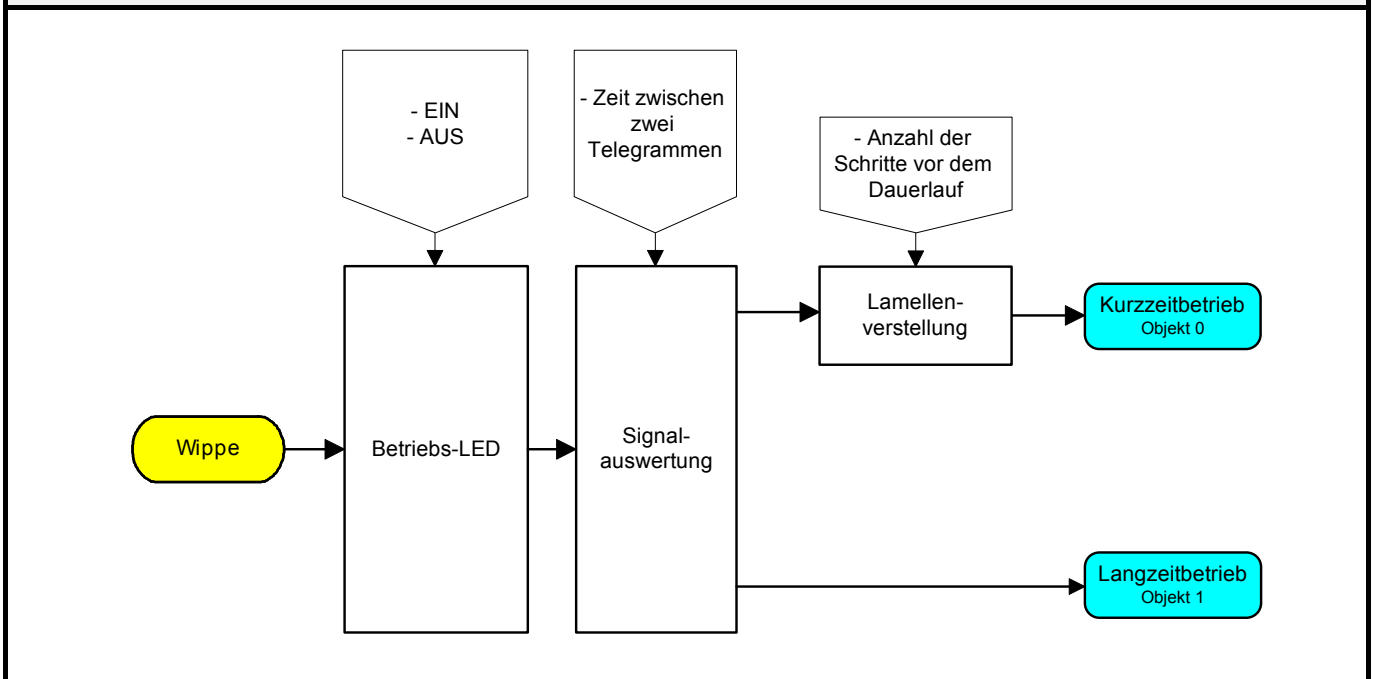 - EIN
- AUS
- Zeit zwischen
zwei
Telegrammen
- Anzahl der
Schritte vor dem
Dauerlauf
Wippe
Betriebs-LED
Signal-
auswertung
Lamellen-
verstellung
Kurzzeitbetrieb
Objekt 0
Langzeitbetrieb
Objekt 1